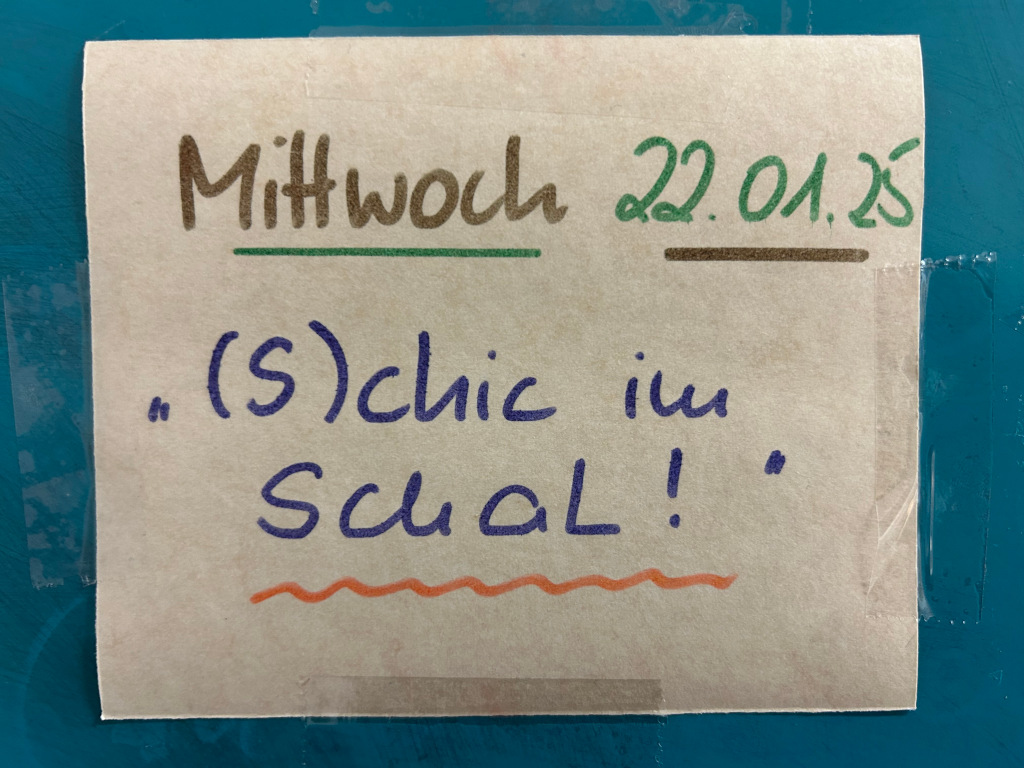 Mittwoch 22.01.25
„(S)chic im
Schal!"